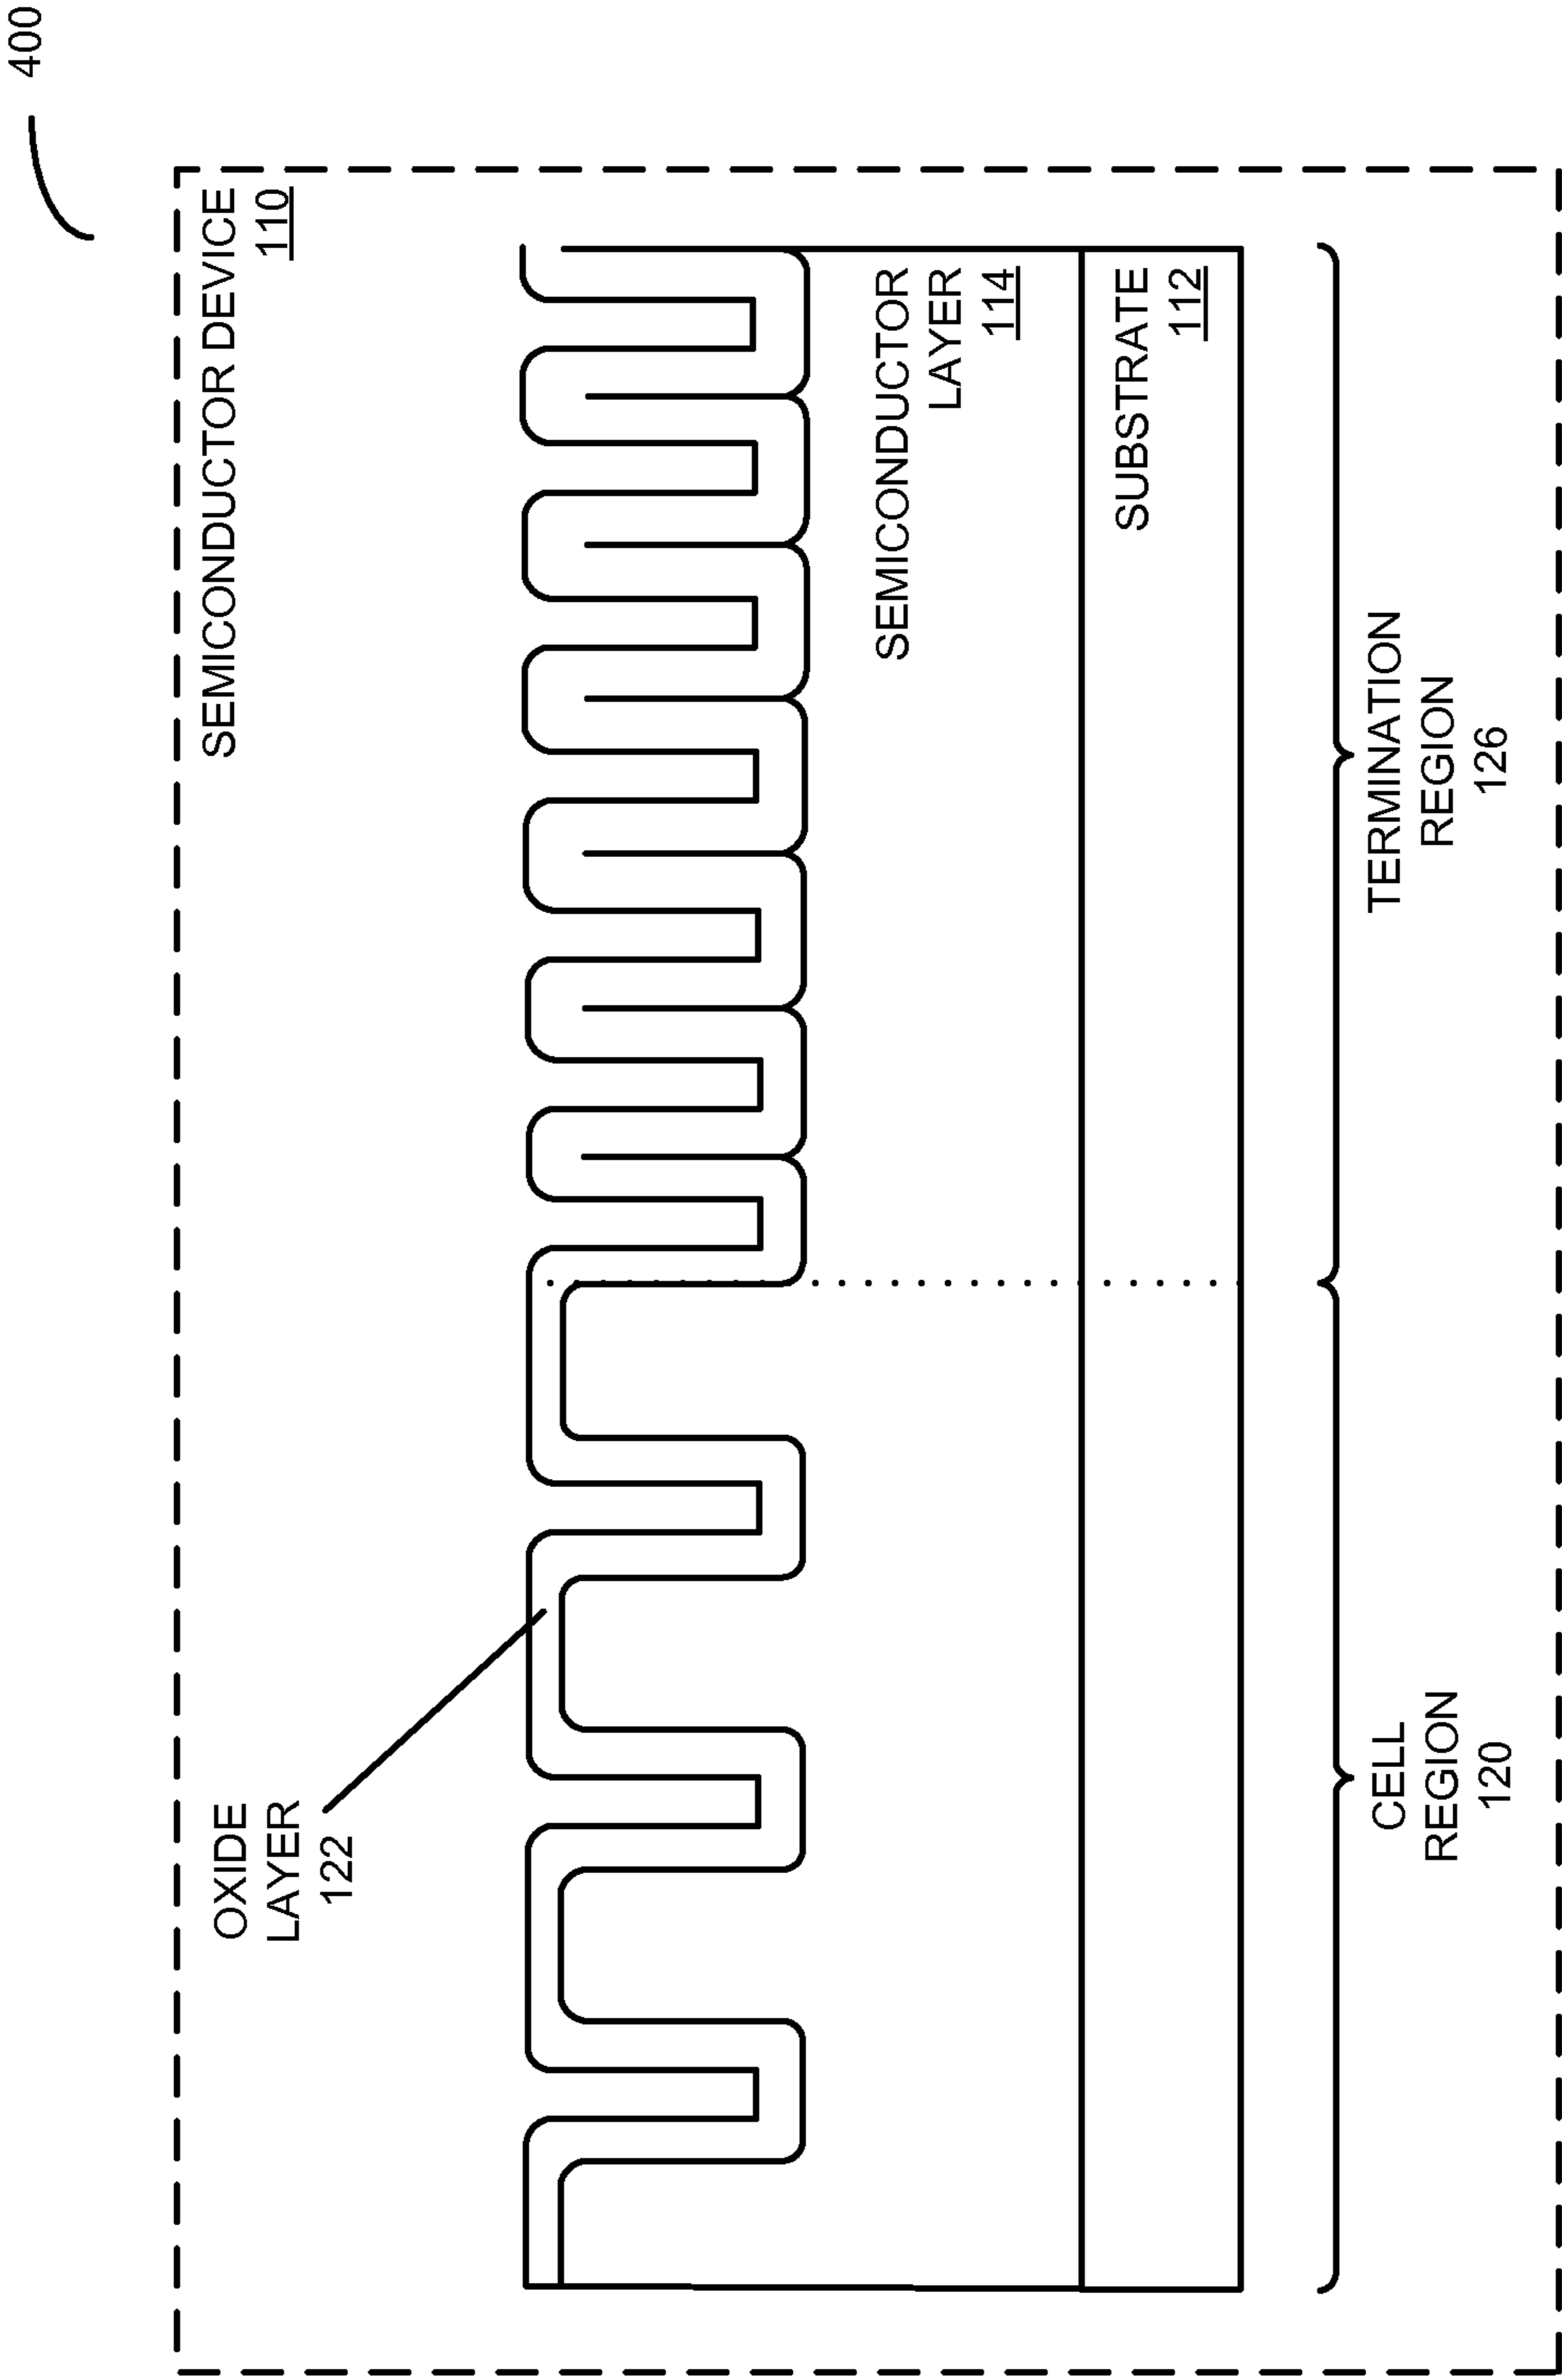 400
SEMICONDUCTOR DEVICE
110
OXIDE
LAYER
122
SEMICONDUCTOR
LAYER
114
SUBSTRATE
112
CELL
REGION
120
TERMINATION
REGION
126